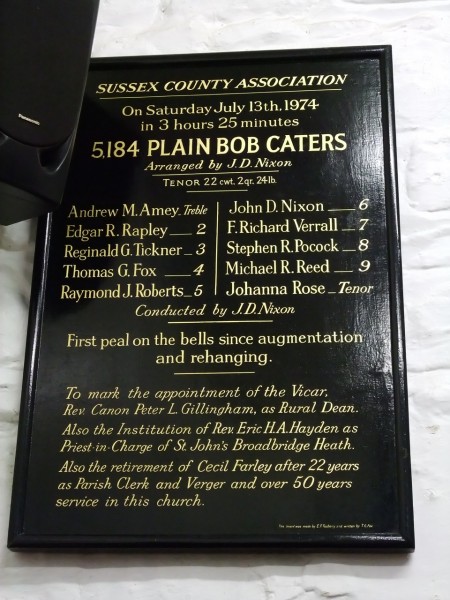 Panasonic
SUSSEX COUNTY ASSOCIATION
On Saturday July 13th, 1974
in 3 hours 25 minutes
5,184 PLAIN BOB CATERS
Arranged by J.D. Nixon
TENOR 22 cwt. 2qr. 24lb.
Andrew M. Amey Treble
Edgar R. Rapley 2
Reginald G. Tickner 3
Thomas G. Fox 4
Raymond J. Roberts 5
John D. Nixon 6
F. Richard Verrall 7
Stephen R. Pocock 8
Michael R. Reed 9
Johanna Rose Tenor
Conducted by J.D. Nixon
First peal on the bells since augmentation
and rehanging.
To mark the appointment of the Vicar,
Rev. Canon Peter L. Gillingham, as Rural Dean.
Also the Institution of Rev. Eric H.A. Hayden as
Priest-in-Charge of St. John's Broadbridge Heath.
Also the retirement of Cecil Farley after 22 years
as Parish Clerk and Verger and over 50 years
service in this church.